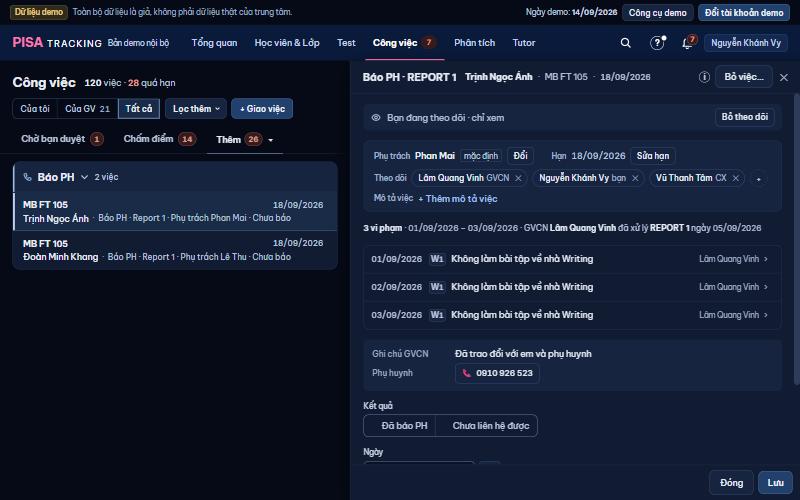 Dữ liệu demo Toàn bộ dữ liệu là giả, không phải dữ liệu thật của trung tâm. Ngày demo: 14/09/2026 Công cụ demo Đổi tài khoản demo
PISA TRACKING Bản demo nội bộ Tổng quan Học viên & Lớp Test Công việc 7 Phân tích Tutor ? 7 Nguyễn Khánh Vy
Công việc 120 việc · 28 quá hạn
Của tôi Của GV 21 Tất cả Lọc thêm + Giao việc
Chờ bạn duyệt 1 Chấm điểm 14 Thêm 26
Báo PH 2 việc
MB FT 105 18/09/2026
Trịnh Ngọc Ánh · Báo PH · Report 1 · Phụ trách Phan Mai · Chưa báo
MB FT 105 18/09/2026
Đoàn Minh Khang · Báo PH · Report 1 · Phụ trách Lê Thu · Chưa báo
Báo PH · REPORT 1 Trịnh Ngọc Ánh · MB FT 105 · 18/09/2026 Bỏ việc...
Bạn đang theo dõi · chỉ xem Bỏ theo dõi
Phụ trách Phan Mai mặc định Đổi Hạn 18/09/2026 Sửa hạn
Theo dõi Lâm Quang Vinh GVCN × Nguyễn Khánh Vy bạn × Vũ Thanh Tâm CX × +
Mô tả việc + Thêm mô tả việc
3 vi phạm · 01/09/2026 – 03/09/2026 · GVCN Lâm Quang Vinh đã xử lý REPORT 1 ngày 05/09/2026
01/09/2026 W1 Không làm bài tập về nhà Writing Lâm Quang Vinh ›
02/09/2026 W1 Không làm bài tập về nhà Writing Lâm Quang Vinh ›
03/09/2026 W1 Không làm bài tập về nhà Writing Lâm Quang Vinh ›
Ghi chú GVCN Đã trao đổi với em và phụ huynh
Phụ huynh 0910 926 523
Kết quả
Đã báo PH Chưa liên hệ được
Ngày
Đóng Lưu